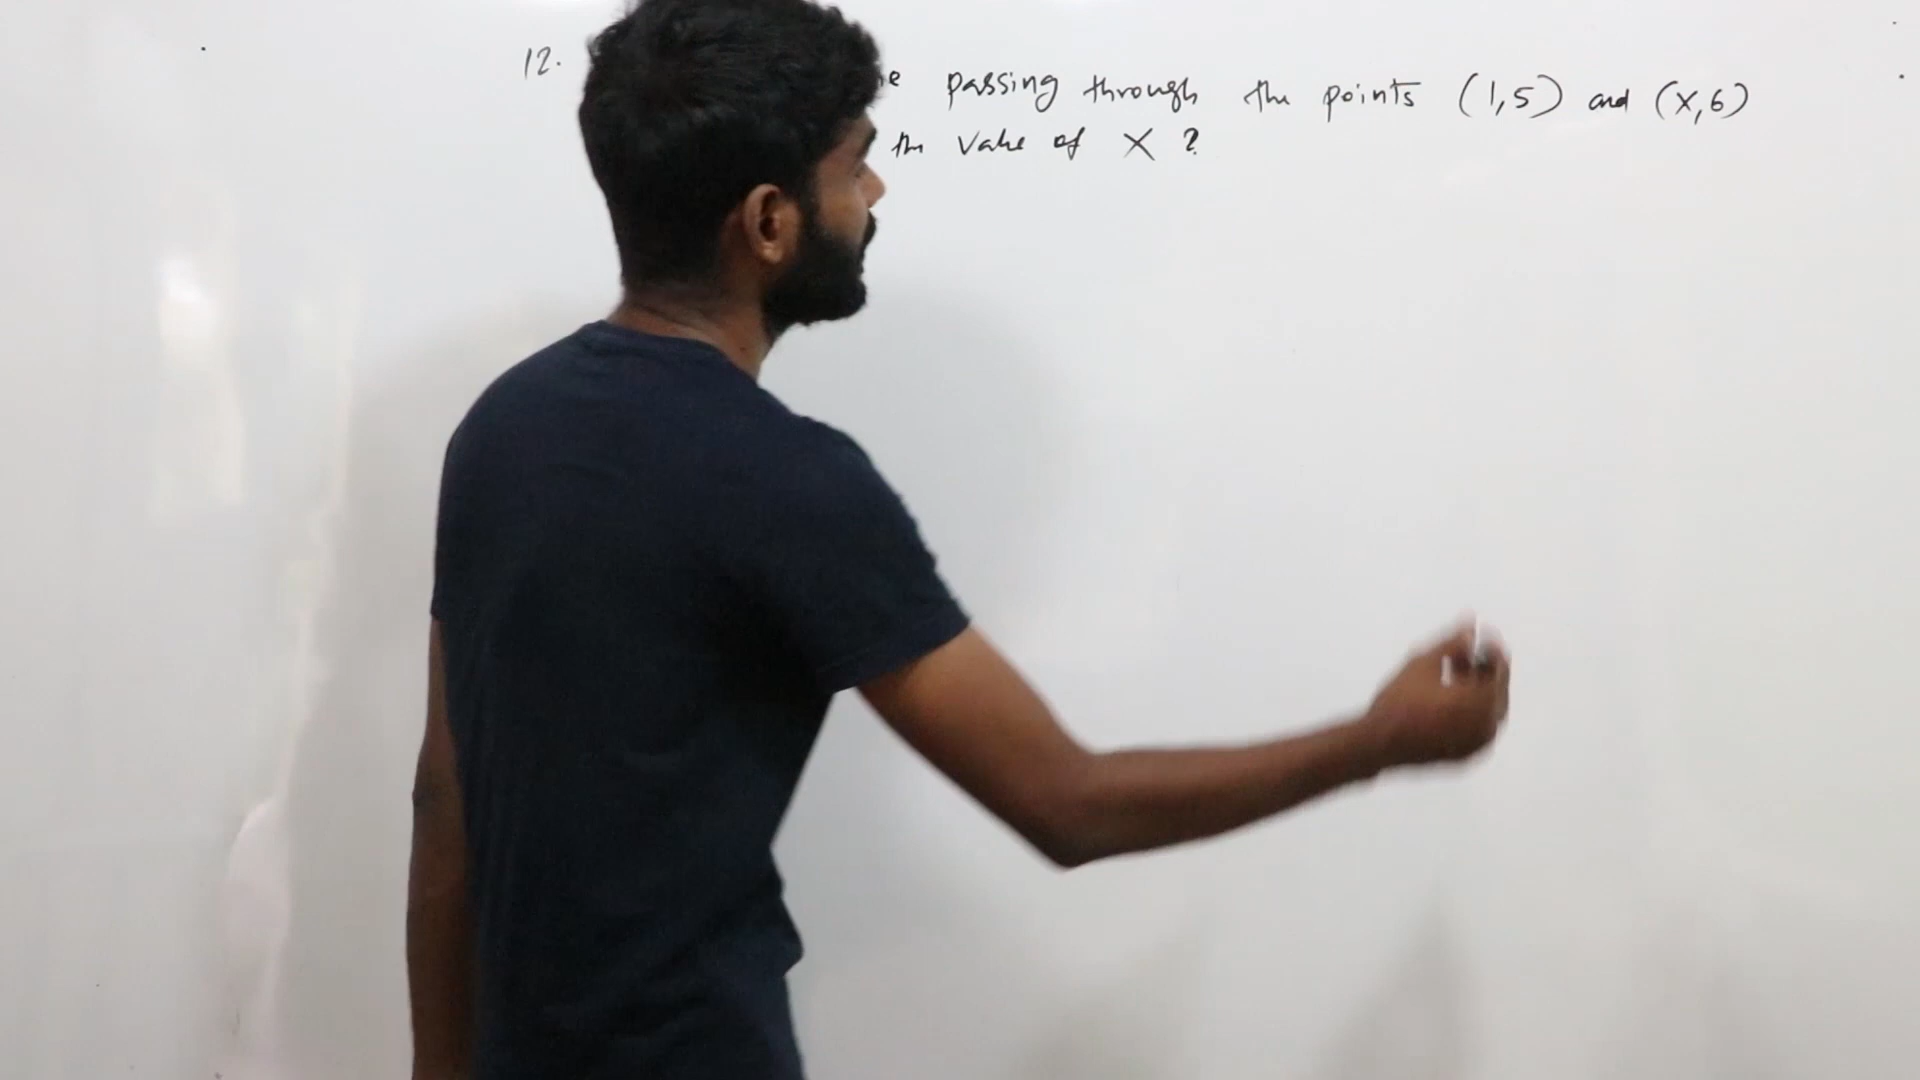 12. passing through the points (1,5) and (x,6)
the value of X ?